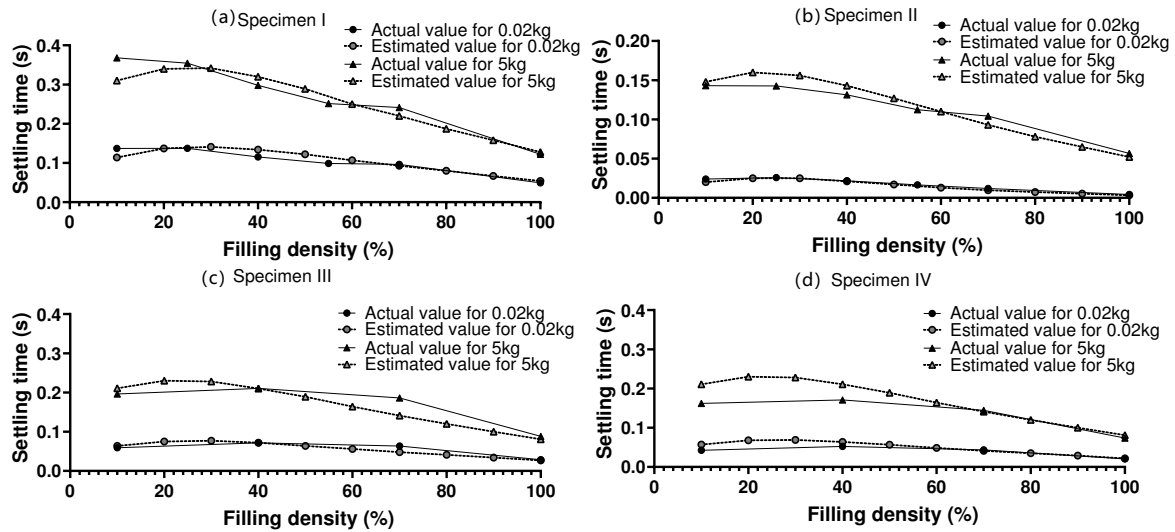 (a) Specimen I
Actual value for 0.02kg
Estimated value for 0.02kg
Actual value for 5kg
Estimated value for 5kg
Settling time (s)
0.4
0.3
0.2
0.1
0.0
0 20 40 60 80 100
Filling density (%)
(b) Specimen II
Actual value for 0.02kg
Estimated value for 0.02kg
Actual value for 5kg
Estimated value for 5kg
Settling time (s)
0.20
0.15
0.10
0.05
0.00
0 20 40 60 80 100
Filling density (%)
(c) Specimen III
Actual value for 0.02kg
Estimated value for 0.02kg
Actual value for 5kg
Estimated value for 5kg
Settling time (s)
0.4
0.3
0.2
0.1
0.0
0 20 40 60 80 100
Filling density (%)
(d) Specimen IV
Actual value for 0.02kg
Estimated value for 0.02kg
Actual value for 5kg
Estimated value for 5kg
Settling time (s)
0.4
0.3
0.2
0.1
0.0
0 20 40 60 80 100
Filling density (%)